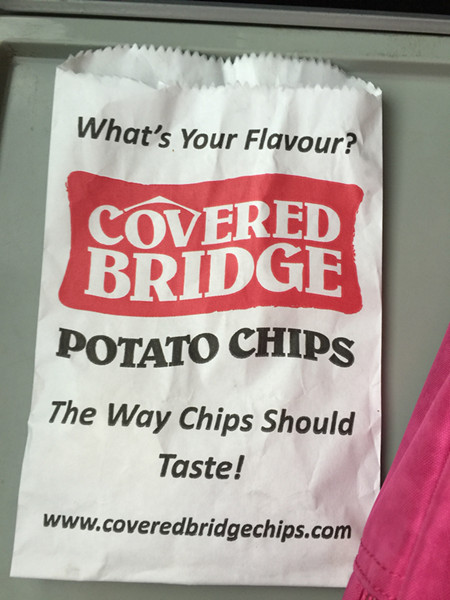 What's Your Flavour?
COVERED
BRIDGE
POTATO CHIPS
The Way Chips Should
Taste!
www.coveredbridgechips.com